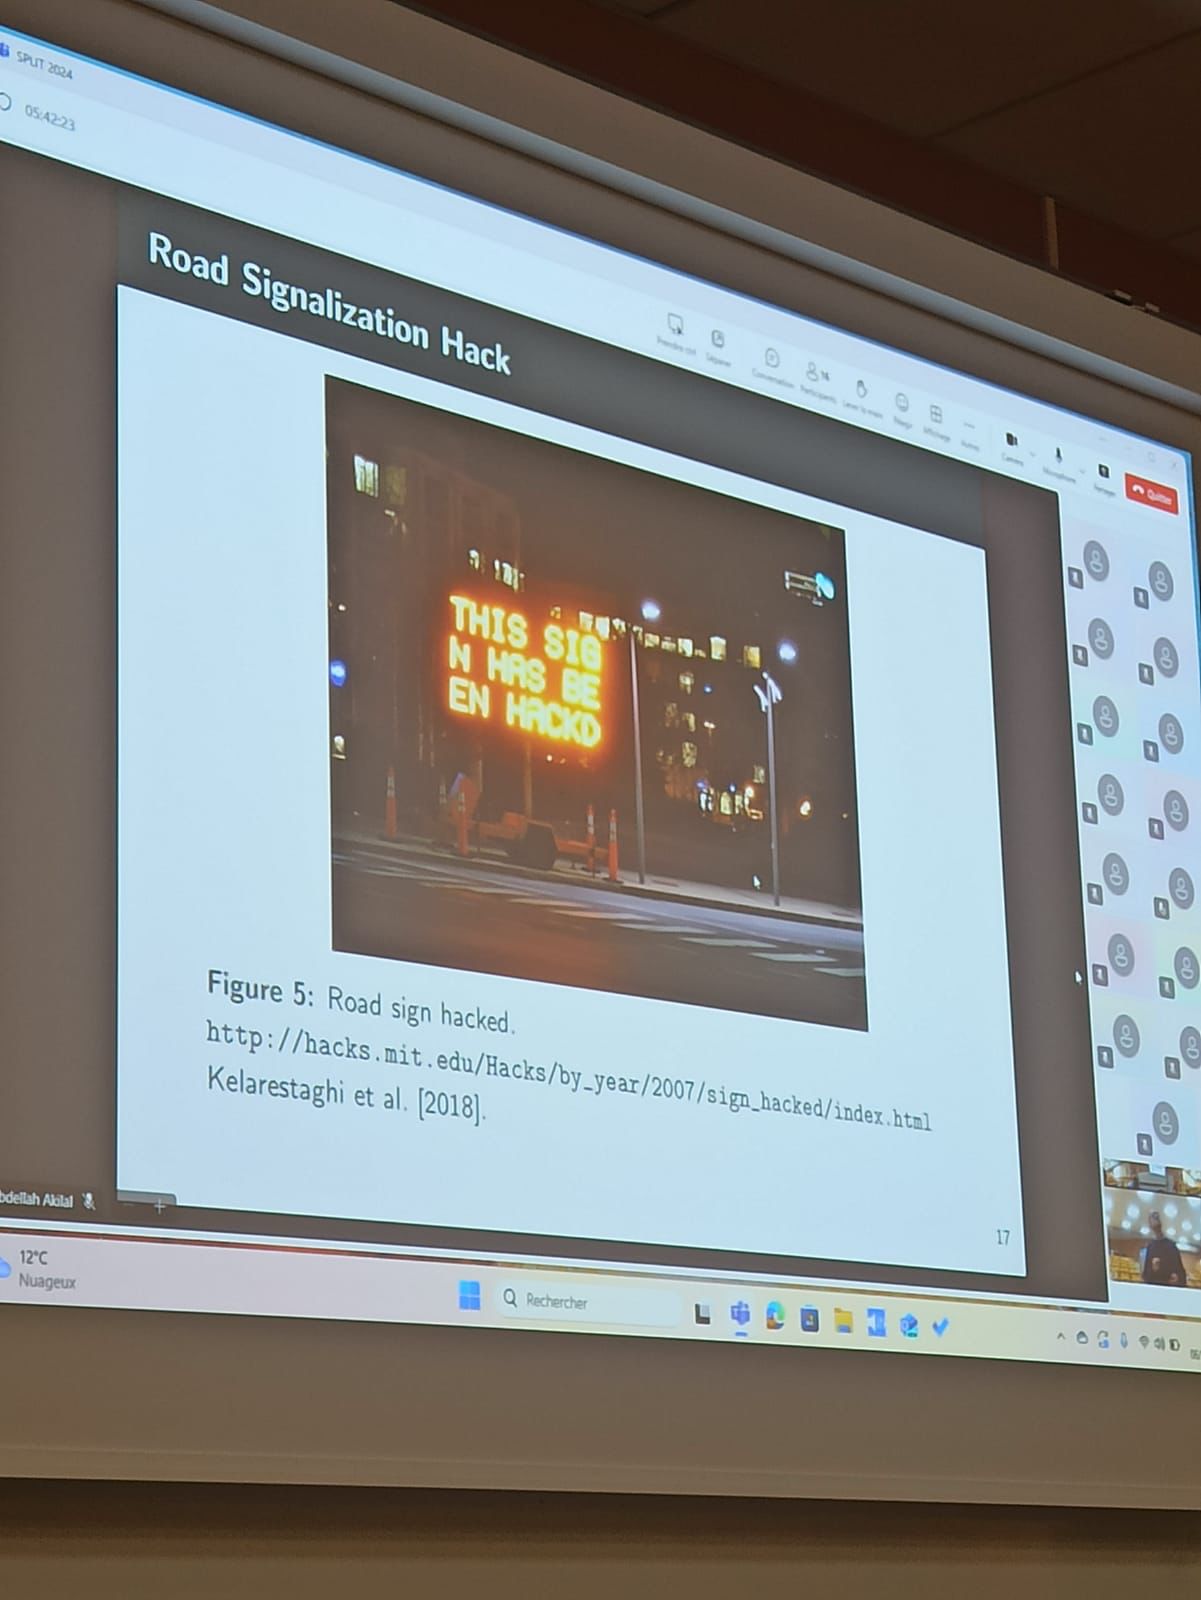 SPLIT 2024
05:42:23
Road Signalization Hack
Prendre ctrl
Conversation
Participants
Lever la main
Réagir
Affichage
Autres
Caméra
Microphone
Partager
Quitter
THIS SIG
N HAS BE
EN HACKD
Figure 5: Road sign hacked.
http://hacks.mit.edu/Hacks/by_year/2007/sign_hacked/index.html
Kelarestaghi et al. [2018].
17
bdellah Akilal
12°C
Nuageux
Rechercher